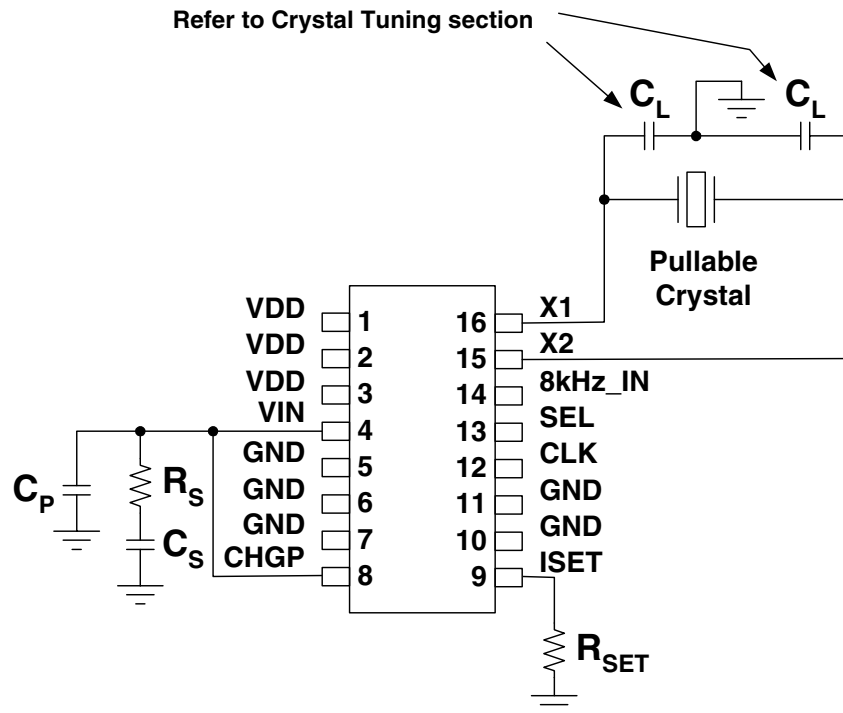 Refer to Crystal Tuning section
C_L C_L
Pullable
Crystal
VDD 1 16 X1
VDD 2 15 X2
VDD 3 14 8kHz_IN
VIN 4 13 SEL
GND 5 12 CLK
GND 6 11 GND
GND 7 10 GND
CHGP 8 9 ISET
C_P R_S
C_S
R_SET